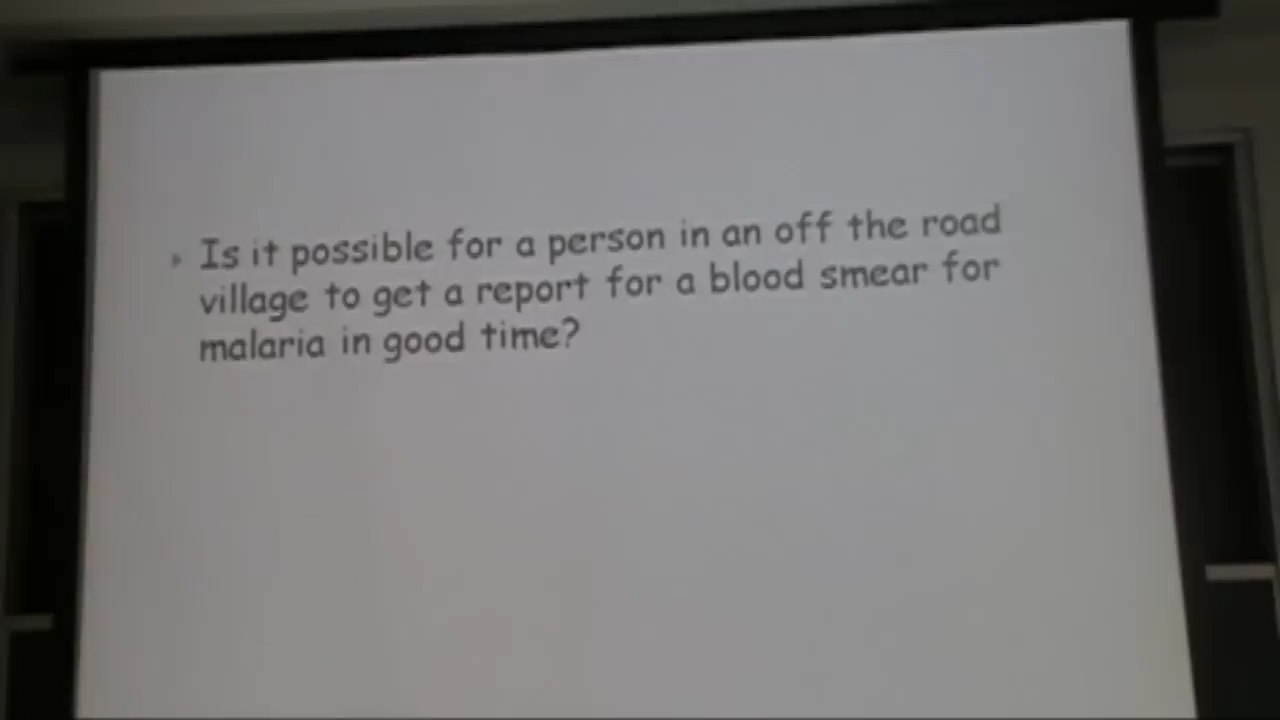 Is it possible for a person in an off the road
village to get a report for a blood smear for
malaria in good time?